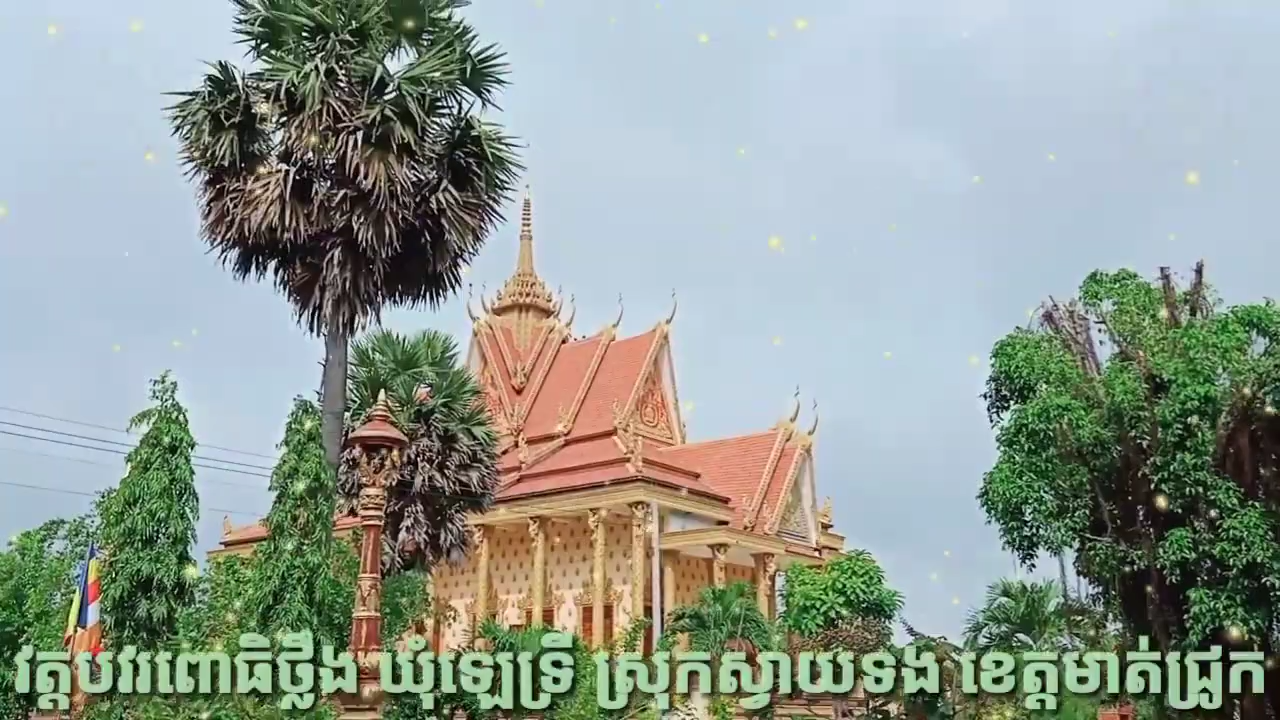 វត្តបវរពោធិថ្លឹង ឃុំឡេទ្រី ស្រុកស្វាយទង ខេត្តមាត់ជ្រូក